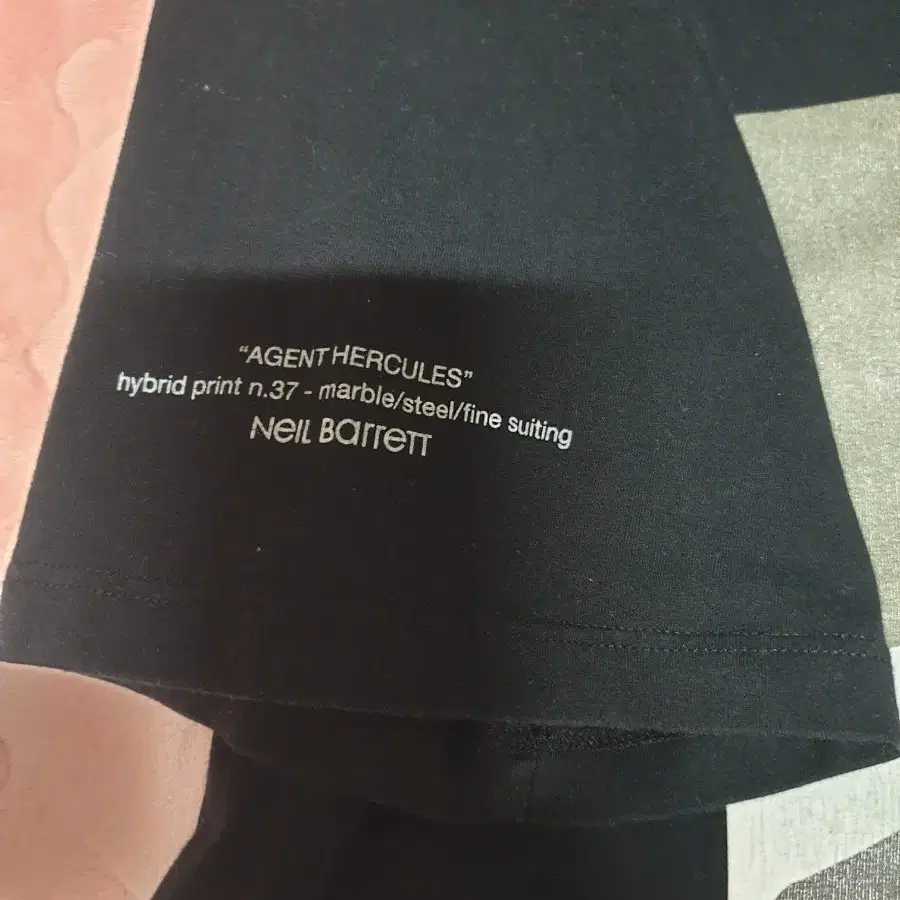 “AGENT HERCULES”
hybrid print n.37 - marble/steel/fine suiting
Neil Barrett